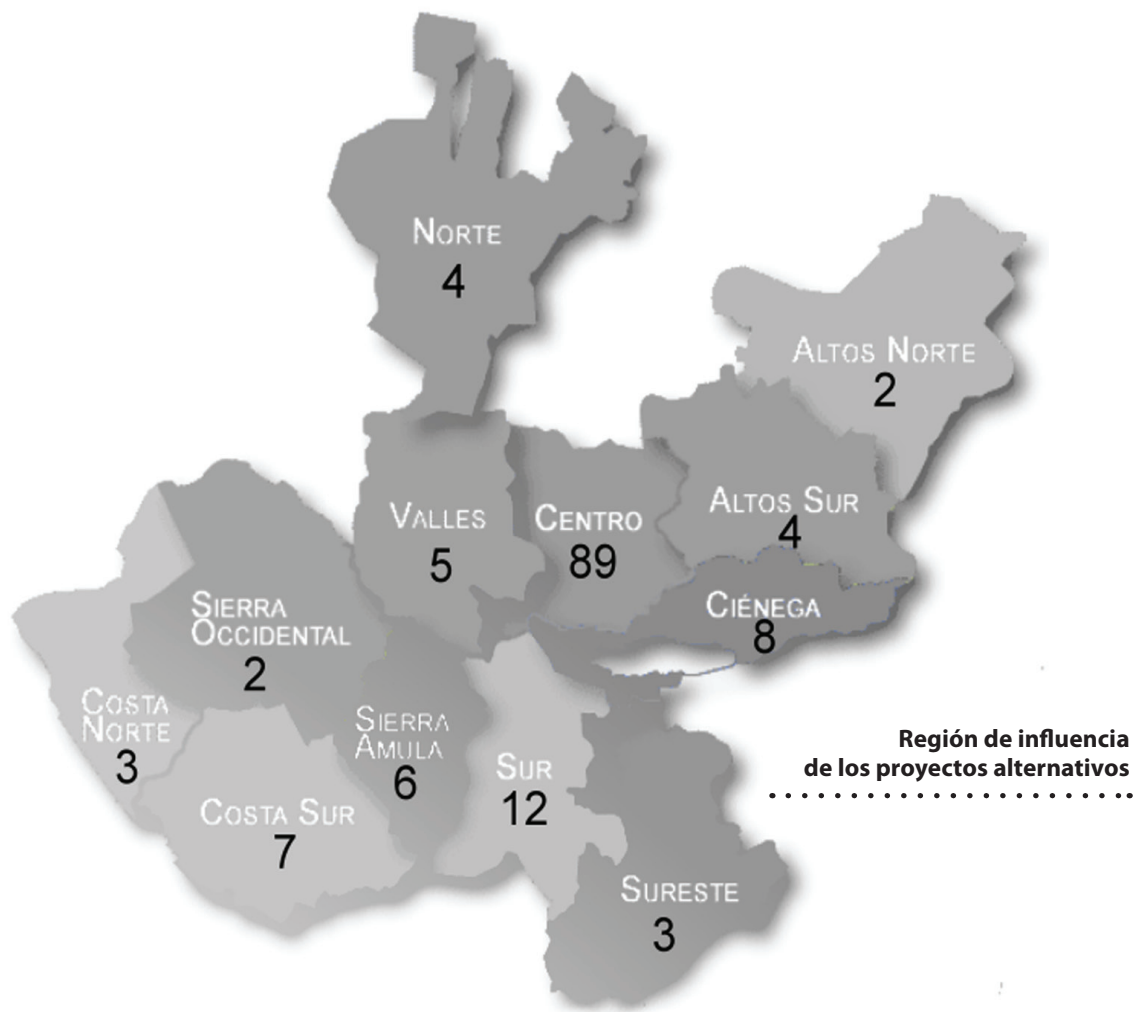 NORTE
4
ALTOS NORTE
2
VALLES
5
CENTRO
89
ALTOS SUR
4
CIÉNEGA
8
SIERRA
OCCIDENTAL
2
COSTA
NORTE
3
SIERRA
AMULA
6
SUR
12
COSTA SUR
7
SURESTE
3
Región de influencia
de los proyectos alternativos